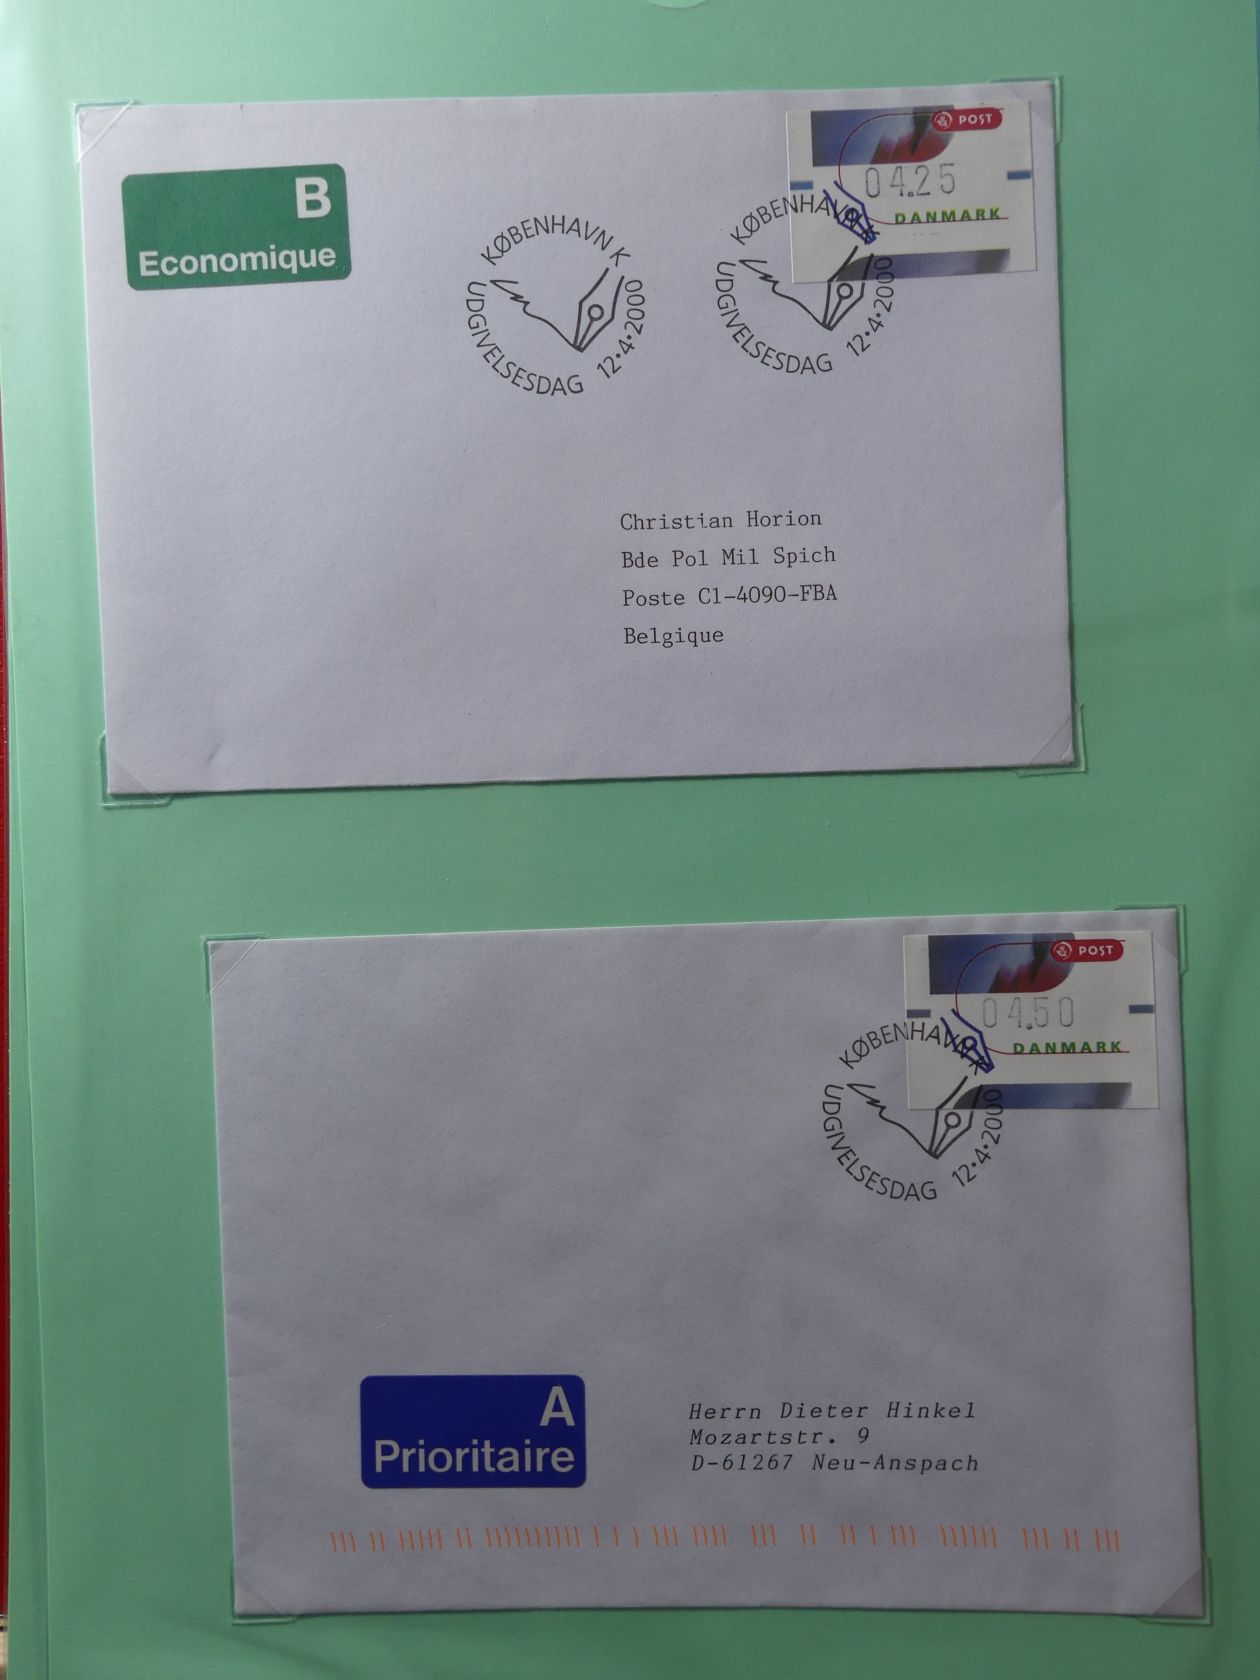 POST
04.25
DANMARK
B
Economique
KØBENHAVN K
UDGIVELSESDAG 12•4•2000
KØBENHAVN K
UDGIVELSESDAG 12•4•2000
Christian Horion
Bde Pol Mil Spich
Poste C1-4090-FBA
Belgique
POST
04.50
DANMARK
KØBENHAVN K
UDGIVELSESDAG 12•4•2000
A
Prioritaire
Herrn Dieter Hinkel
Mozartstr. 9
D-61267 Neu-Anspach